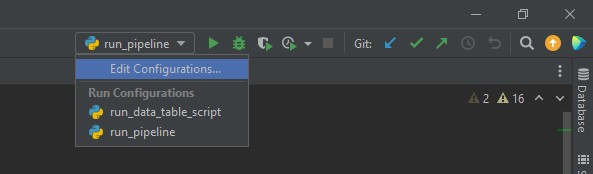 run_pipeline
Git:
Edit Configurations...
2
16
Run Configurations
run_data_table_script
run_pipeline
Database